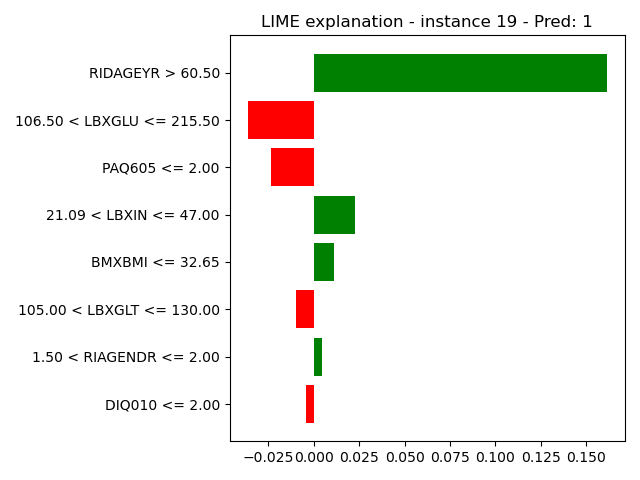 LIME explanation - instance 19 - Pred: 1
RIDAGEYR > 60.50
106.50 < LBXGLU <= 215.50
PAQ605 <= 2.00
21.09 < LBXIN <= 47.00
BMXBMI <= 32.65
105.00 < LBXGLT <= 130.00
1.50 < RIAGENDR <= 2.00
DIQ010 <= 2.00
−0.025 0.000 0.025 0.050 0.075 0.100 0.125 0.150